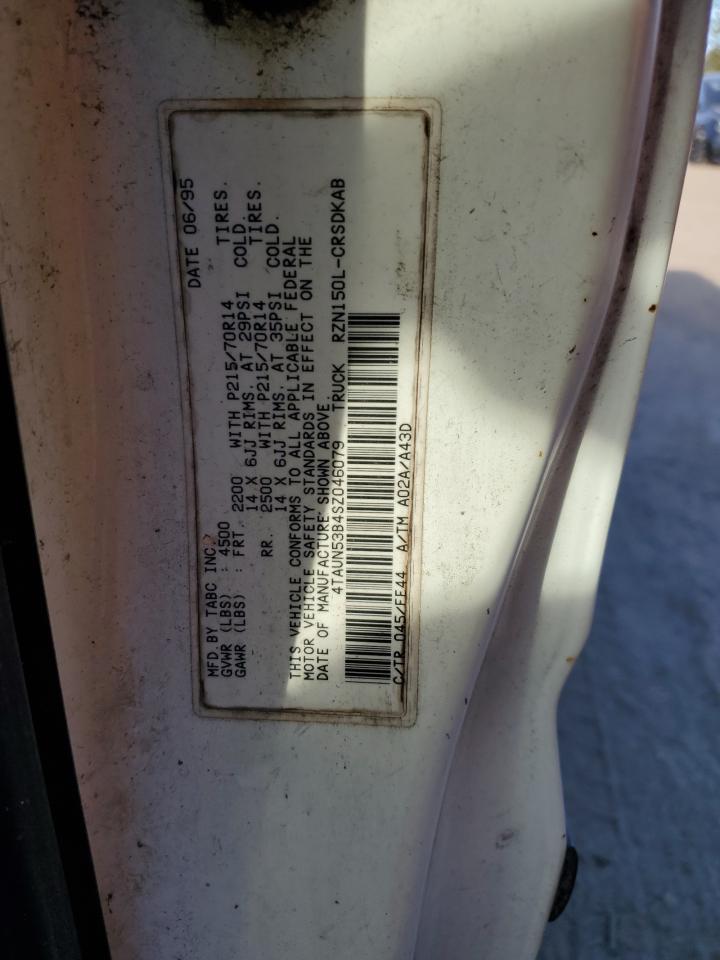 DATE 06/95
MFD BY TABC INC.
GVWR (LBS) : 4500
GAWR (LBS) : FRT. 2200 WITH P215/70R14 TIRES.
14 X 6JJ RIMS. AT 29PSI COLD.
RR. 2500 WITH P215/70R14 TIRES.
14 X 6JJ RIMS. AT 35PSI COLD.
THIS VEHICLE CONFORMS TO ALL APPLICABLE FEDERAL
MOTOR VEHICLE SAFETY STANDARDS IN EFFECT ON THE
DATE OF MANUFACTURE SHOWN ABOVE
4TAUN53B4SZ046079 TRUCK RZN150L-CRSDKAB
C/TR 045/FE44 A/TM A02A/A43D